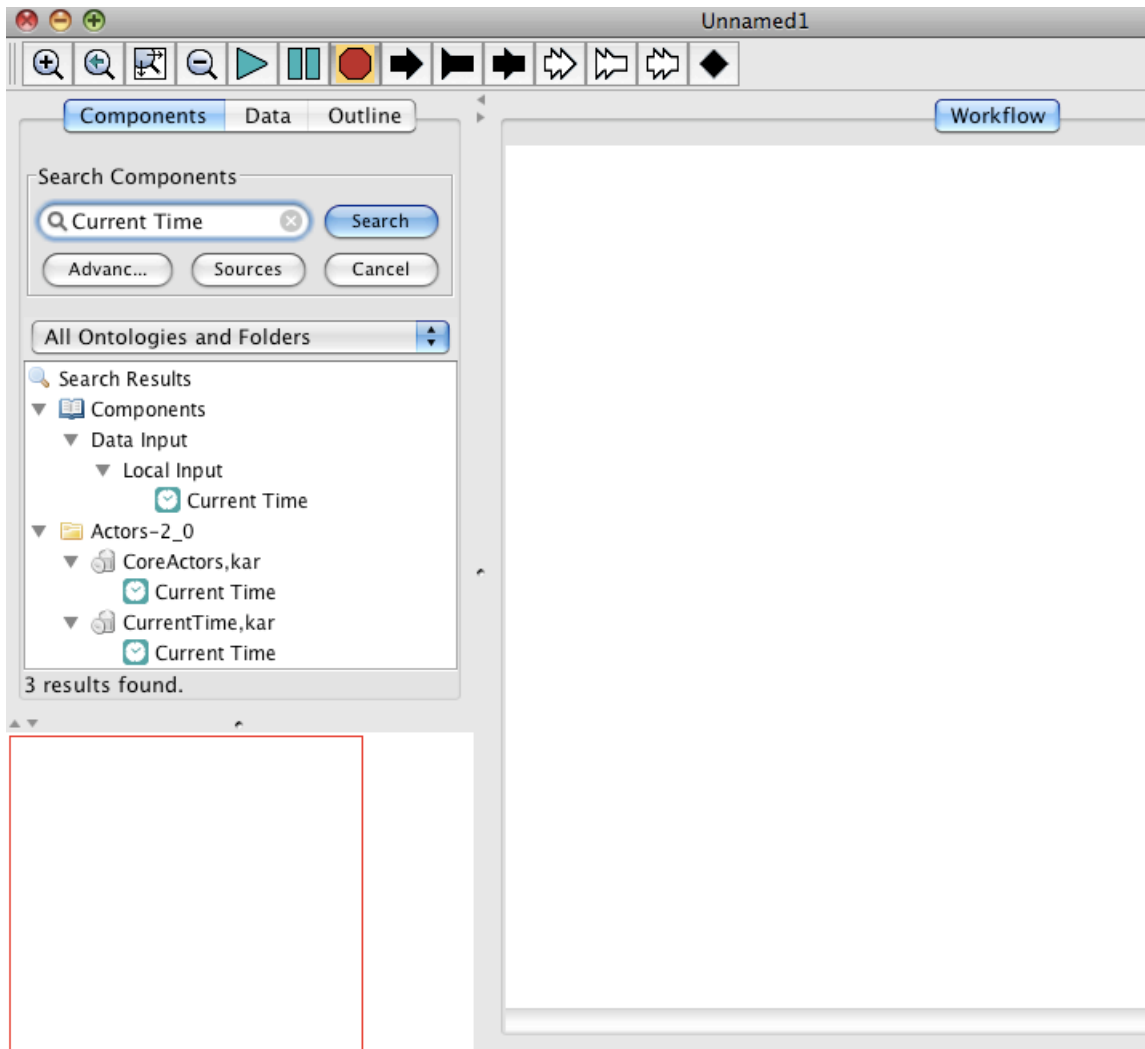 Unnamed1
Components Data Outline
Workflow
Search Components
Current Time Search
Advanc... Sources Cancel
All Ontologies and Folders
Search Results
Components
Data Input
Local Input
Current Time
Actors-2_0
CoreActors,kar
Current Time
CurrentTime,kar
Current Time
3 results found.